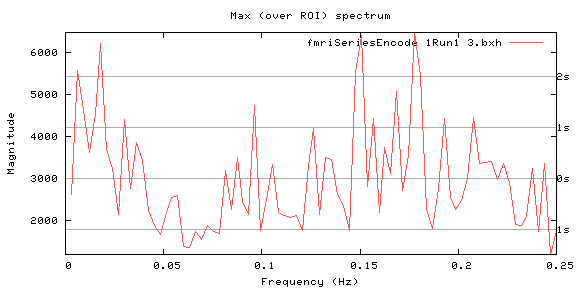 Max (over ROI) spectrum
fmriSeriesEncode 1Run1 3.bxh
Magnitude
6000
5000
4000
3000
2000
2s
1s
0s
1s
0 0.05 0.1 0.15 0.2 0.25
Frequency (Hz)